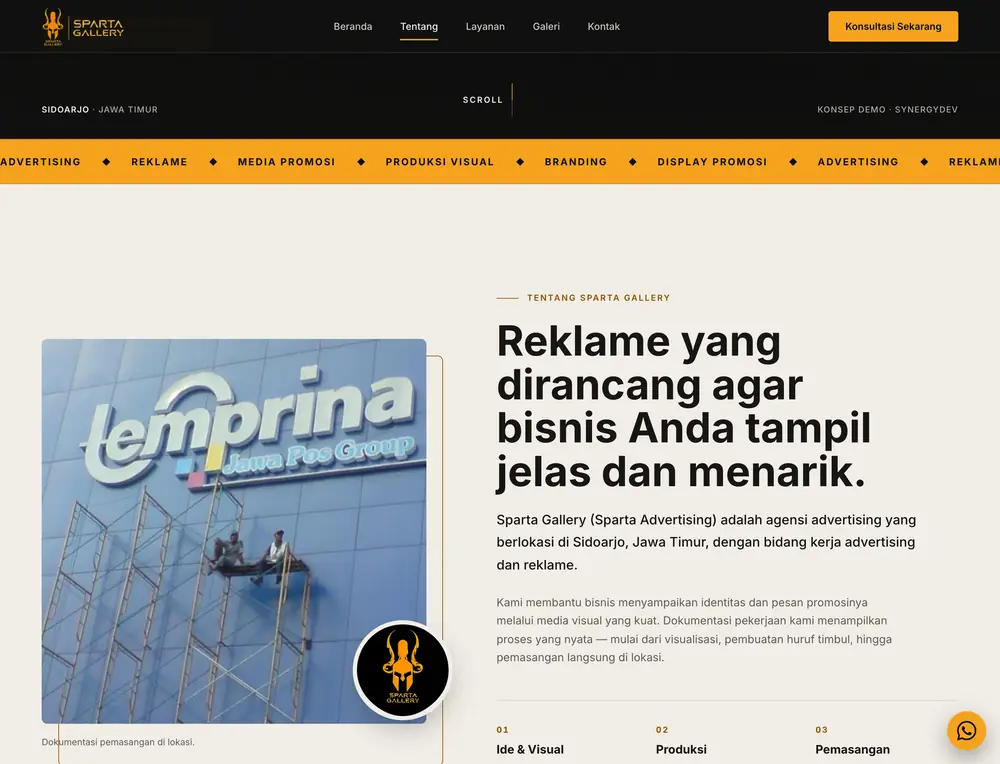 SPARTA
GALLERY
SPARTA
GALLERY
Beranda
Tentang
Layanan
Galeri
Kontak
Konsultasi Sekarang
SIDOARJO · JAWA TIMUR
SCROLL
KONSEP DEMO · SYNERGYDEV
ADVERTISING ◆ REKLAME ◆ MEDIA PROMOSI ◆ PRODUKSI VISUAL ◆ BRANDING ◆ DISPLAY PROMOSI ◆ ADVERTISING ◆ REKLAM
temprina
Jawa Pos Group
SPARTA
GALLERY
Dokumentasi pemasangan di lokasi.
TENTANG SPARTA GALLERY
Reklame yang
dirancang agar
bisnis Anda tampil
jelas dan menarik.
Sparta Gallery (Sparta Advertising) adalah agensi advertising yang
berlokasi di Sidoarjo, Jawa Timur, dengan bidang kerja advertising
dan reklame.
Kami membantu bisnis menyampaikan identitas dan pesan promosinya
melalui media visual yang kuat. Dokumentasi pekerjaan kami menampilkan
proses yang nyata — mulai dari visualisasi, pembuatan huruf timbul, hingga
pemasangan langsung di lokasi.
01
Ide & Visual
02
Produksi
03
Pemasangan